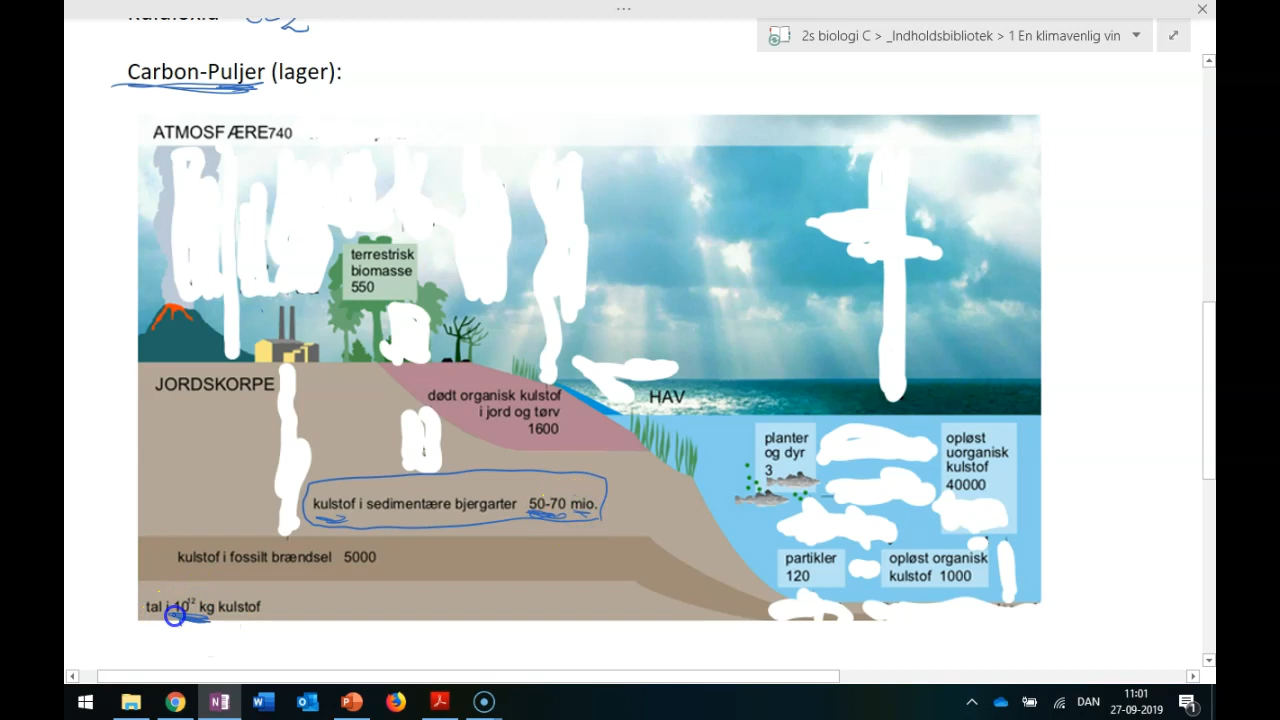 2s biologi C > _Indholdsbibliotek > 1 En klimavenlig vin
Carbon-Puljer (lager):
ATMOSFÆRE740
terrestrisk
biomasse
550
JORDSKORPE
dødt organisk kulstof
i jord og tørv
1600
HAV
planter
og dyr
3
opløst
uorganisk
kulstof
40000
kulstof i sedimentære bjergarter 50-70 mio.
kulstof i fossilt brændsel 5000
partikler
120
opløst organisk
kulstof 1000
tal i 10¹² kg kulstof
DAN
11:01
27-09-2019
1